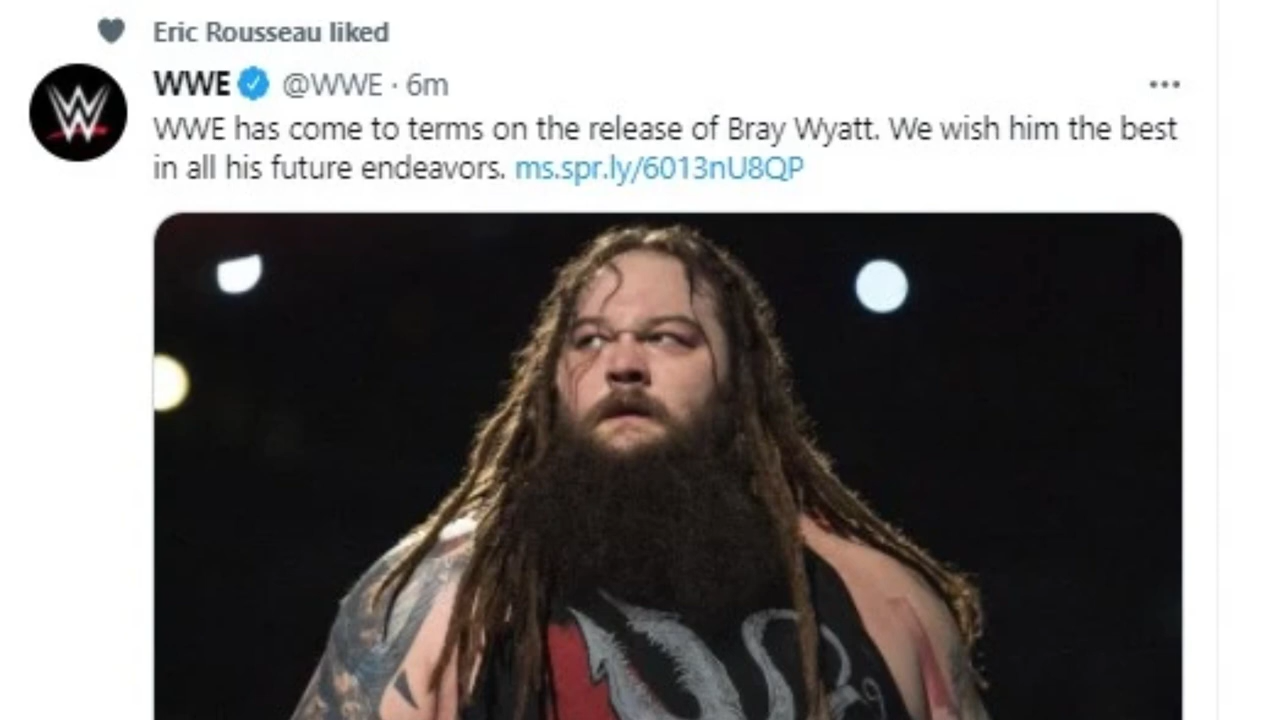 Eric Rousseau liked
WWE @WWE · 6m
WWE has come to terms on the release of Bray Wyatt. We wish him the best
in all his future endeavors. ms.spr.ly/6013nU8QP